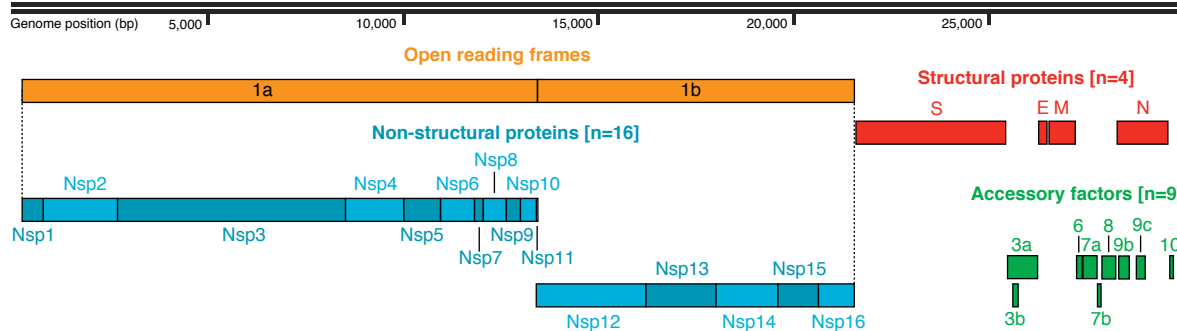 Genome position (bp) 5,000 10,000 15,000 20,000 25,000
Open reading frames
1a 1b
Structural proteins [n=4]
S E M N
Non-structural proteins [n=16]
Nsp8
Nsp2 Nsp4 Nsp6 Nsp10
Nsp1 Nsp3 Nsp5 Nsp9
Nsp7 Nsp11
Accessory factors [n=9
6 8 9c
3a 7a 9b 10
Nsp13 Nsp15
Nsp12 Nsp14 Nsp16
3b 7b